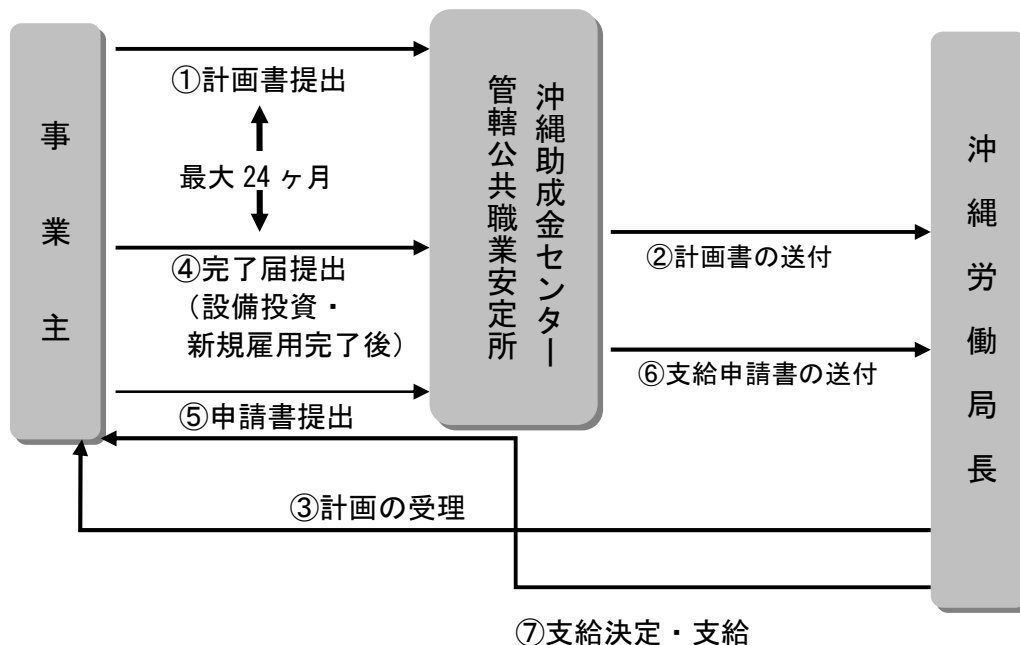 事業主
①計画書提出
最大 24 ヶ月
④完了届提出
（設備投資・
新規雇用完了後）
⑤申請書提出
沖縄助成金センター
管轄公共職業安定所
②計画書の送付
⑥支給申請書の送付
沖縄労働局長
③計画の受理
⑦支給決定・支給